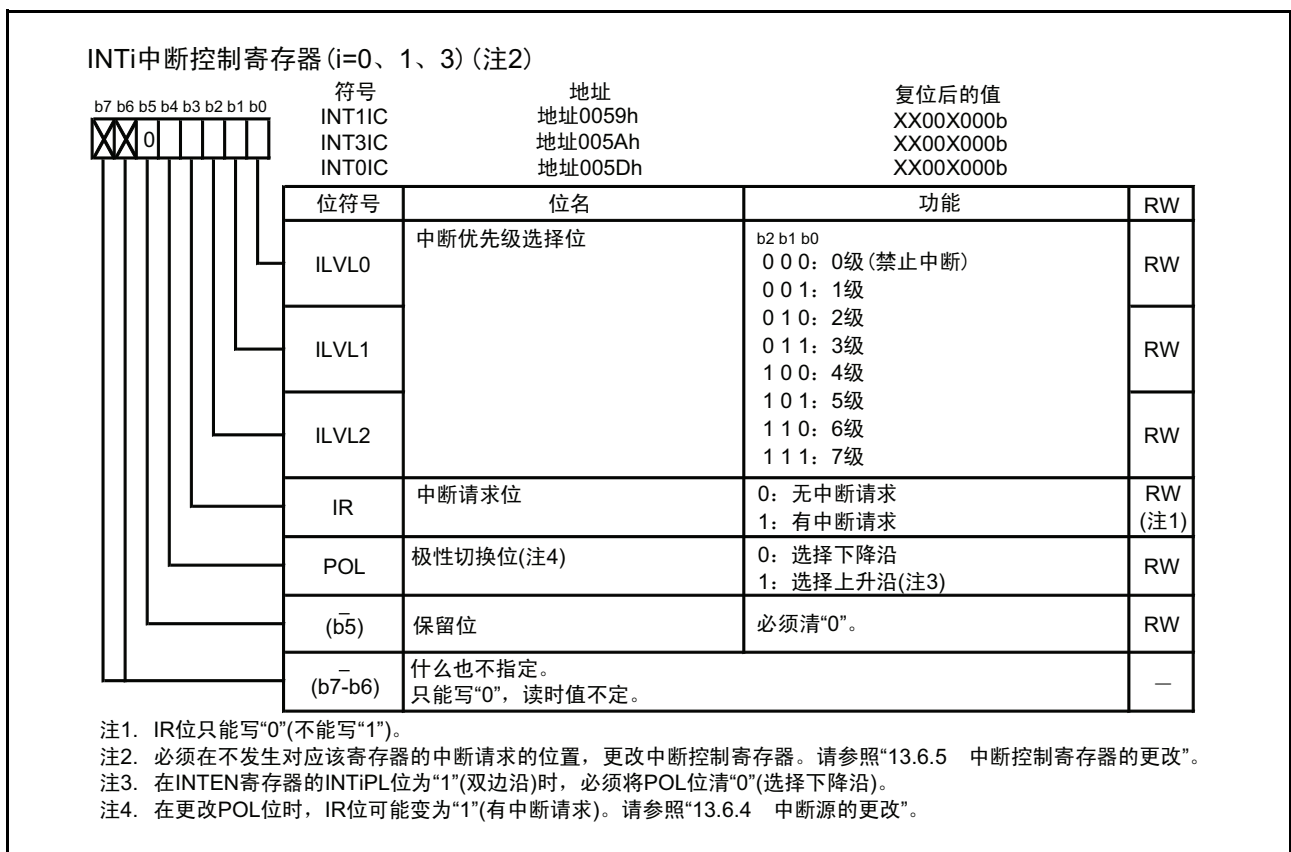 INTi中断控制寄存器(i=0、1、3)(注2)
b7 b6 b5 b4 b3 b2 b1 b0
0
符号 地址 复位后的值
INT1IC 地址0059h XX00X000b
INT3IC 地址005Ah XX00X000b
INT0IC 地址005Dh XX00X000b
位符号 位名 功能 RW
ILVL0 中断优先级选择位 b2 b1 b0 RW
0 0 0：0级(禁止中断)
0 0 1：1级
ILVL1 0 1 0：2级 RW
0 1 1：3级
1 0 0：4级
ILVL2 1 0 1：5级 RW
1 1 0：6级
1 1 1：7级
IR 中断请求位 0：无中断请求 RW
1：有中断请求 (注1)
POL 极性切换位(注4) 0：选择下降沿 RW
1：选择上升沿(注3)
—
(b5) 保留位 必须清“0”。 RW
— 什么也不指定。 —
(b7-b6) 只能写“0”，读时值不定。
注1. IR位只能写“0”(不能写“1”)。
注2. 必须在不发生对应该寄存器的中断请求的位置，更改中断控制寄存器。请参照“13.6.5 中断控制寄存器的更改”。
注3. 在INTEN寄存器的INTiPL位为“1”(双边沿)时，必须将POL位清“0”(选择下降沿)。
注4. 在更改POL位时，IR位可能变为“1”(有中断请求)。请参照“13.6.4 中断源的更改”。